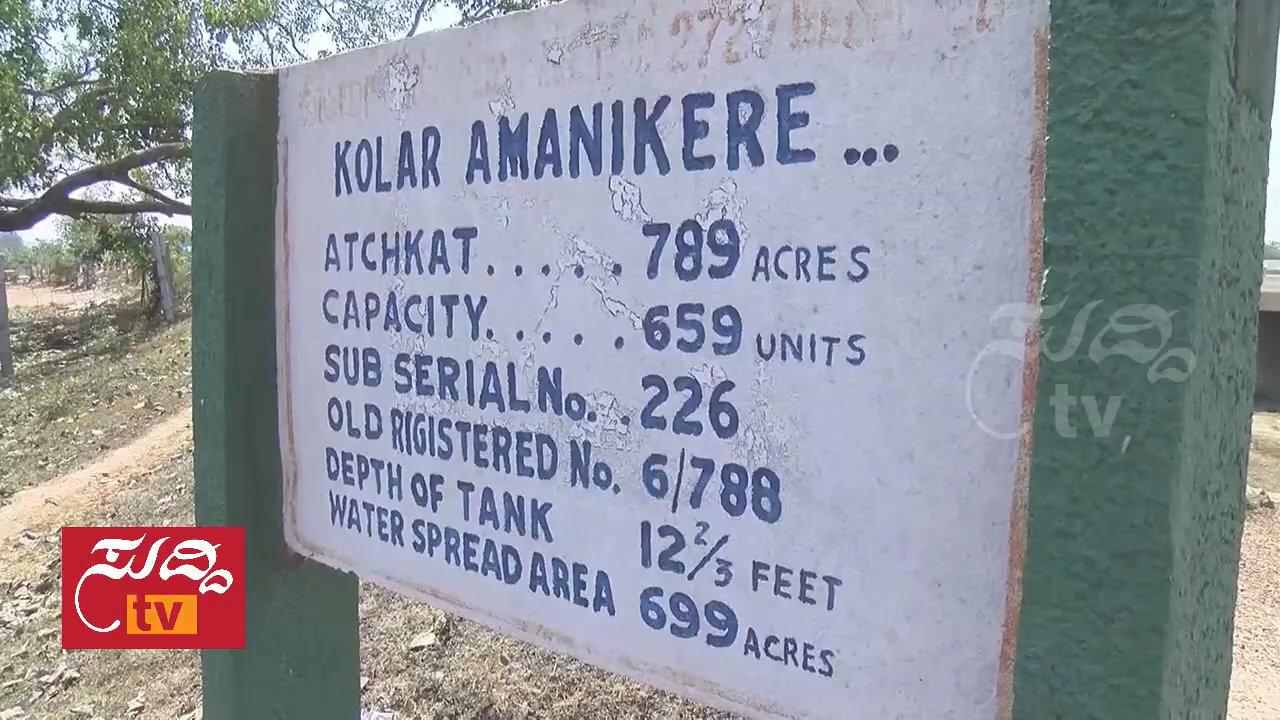 KOLAR AMANIKERE ...
ATCHKAT..... 789 ACRES
CAPACITY..... 659 UNITS
SUB SERIAL No... 226
OLD RIGISTERED No. 6/788
DEPTH OF TANK 12 2/3 FEET
WATER SPREAD AREA 699 ACRES
ಸುದ್ದಿ
tv
ಸುದ್ದಿ
tv